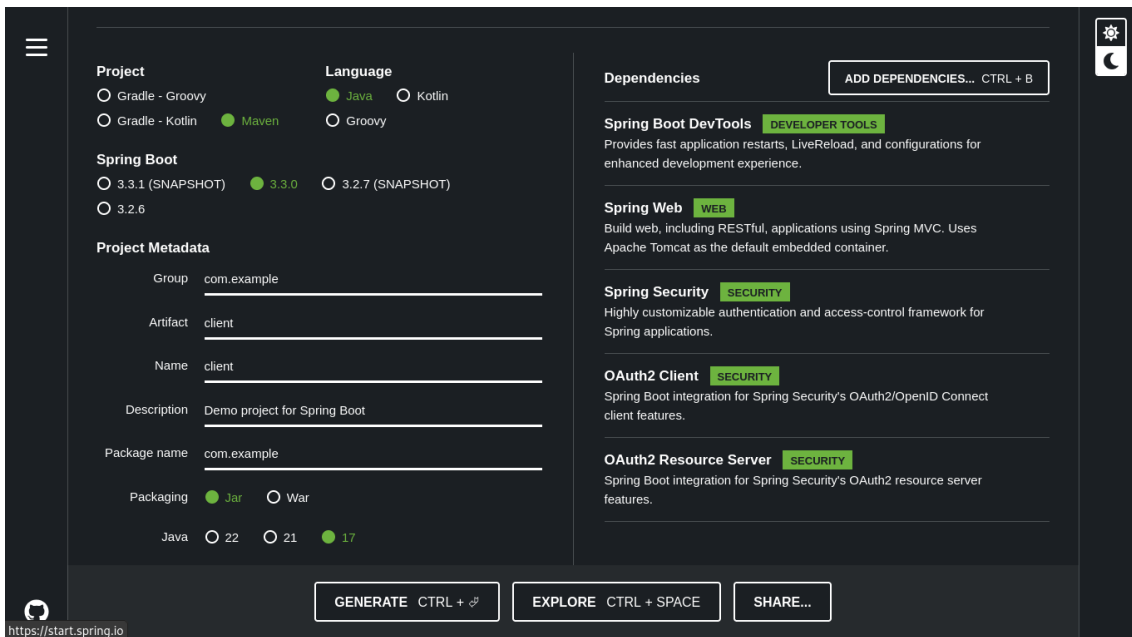 Project
Gradle - Groovy
Gradle - Kotlin Maven
Language
Java Kotlin
Groovy
Spring Boot
3.3.1 (SNAPSHOT) 3.3.0 3.2.7 (SNAPSHOT)
3.2.6
Project Metadata
Group com.example
Artifact client
Name client
Description Demo project for Spring Boot
Package name com.example
Packaging Jar War
Java 22 21 17
Dependencies ADD DEPENDENCIES... CTRL + B
Spring Boot DevTools DEVELOPER TOOLS
Provides fast application restarts, LiveReload, and configurations for
enhanced development experience.
Spring Web WEB
Build web, including RESTful, applications using Spring MVC. Uses
Apache Tomcat as the default embedded container.
Spring Security SECURITY
Highly customizable authentication and access-control framework for
Spring applications.
OAuth2 Client SECURITY
Spring Boot integration for Spring Security's OAuth2/OpenID Connect
client features.
OAuth2 Resource Server SECURITY
Spring Boot integration for Spring Security's OAuth2 resource server
features.
GENERATE CTRL + ⏎ EXPLORE CTRL + SPACE SHARE...
https://start.spring.io